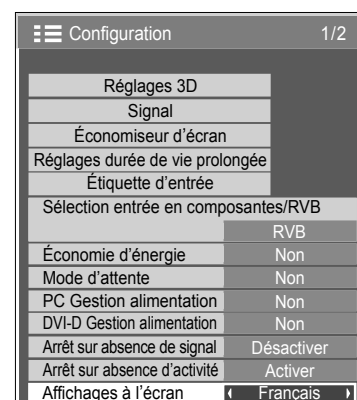 Configuration 1/2
Réglages 3D
Signal
Économiseur d'écran
Réglages durée de vie prolongée
Étiquette d'entrée
Sélection entrée en composantes/RVB
RVB
Économie d'énergie Non
Mode d'attente Non
PC Gestion alimentation Non
DVI-D Gestion alimentation Non
Arrêt sur absence de signal Désactiver
Arrêt sur absence d'activité Activer
Affichages à l'écran Français